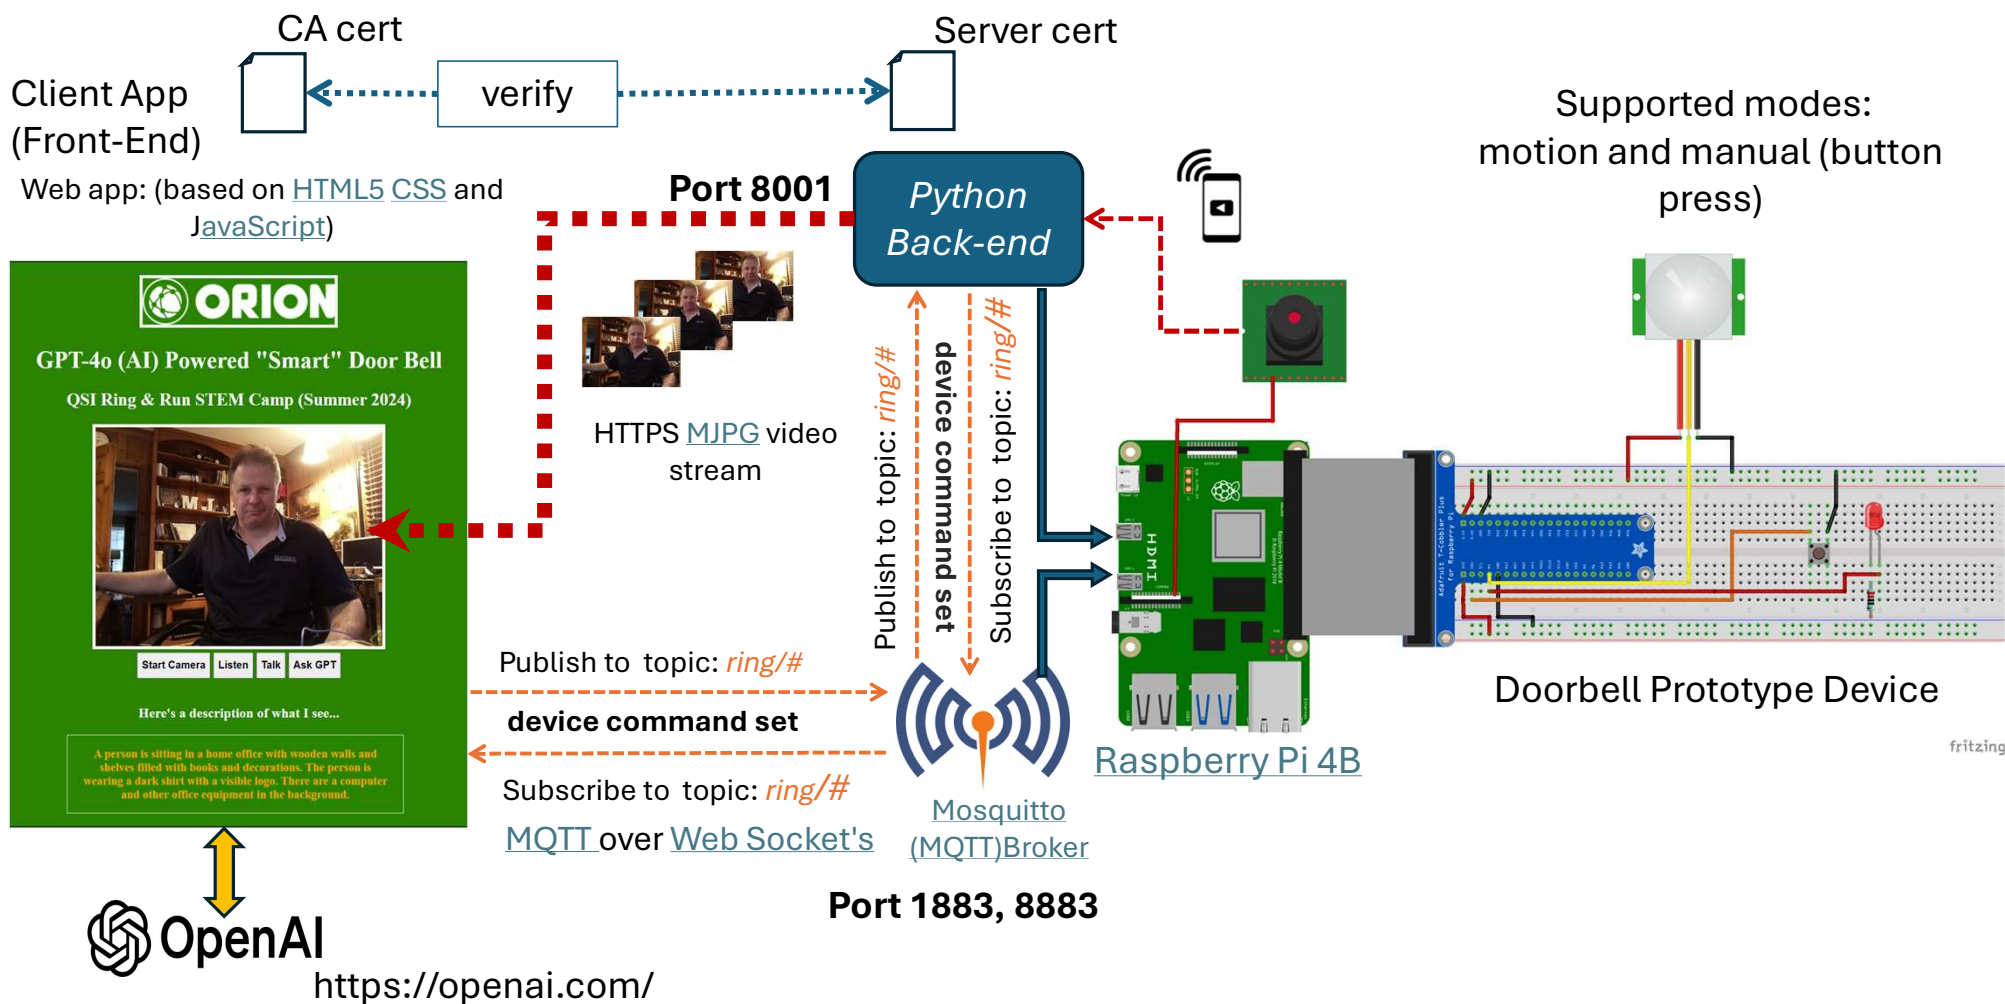 CA cert
Server cert
Client App
(Front-End)
verify
Supported modes:
motion and manual (button
press)
Web app: (based on HTML5 CSS and
JavaScript)
Port 8001
Python
Back-end
ORION
GPT-4o (AI) Powered "Smart" Door Bell
QSI Ring & Run STEM Camp (Summer 2024)
HTTPS MJPG video
stream
Publish to topic: ring/#
device command set
Subscribe to topic: ring/#
HDMI
Adafruit T-Cobbler Plus
for Raspberry Pi
Start Camera
Listen
Talk
Ask GPT
Here's a description of what I see...
A person is sitting in a home office with wooden walls and
shelves filled with books and decorations. The person is
wearing a dark shirt with a visible logo. There are a computer
and other office equipment in the background.
Publish to topic: ring/#
device command set
Subscribe to topic: ring/#
MQTT over Web Socket's
Mosquitto
(MQTT)Broker
Port 1883, 8883
Raspberry Pi 4B
Doorbell Prototype Device
fritzing
OpenAI
https://openai.com/